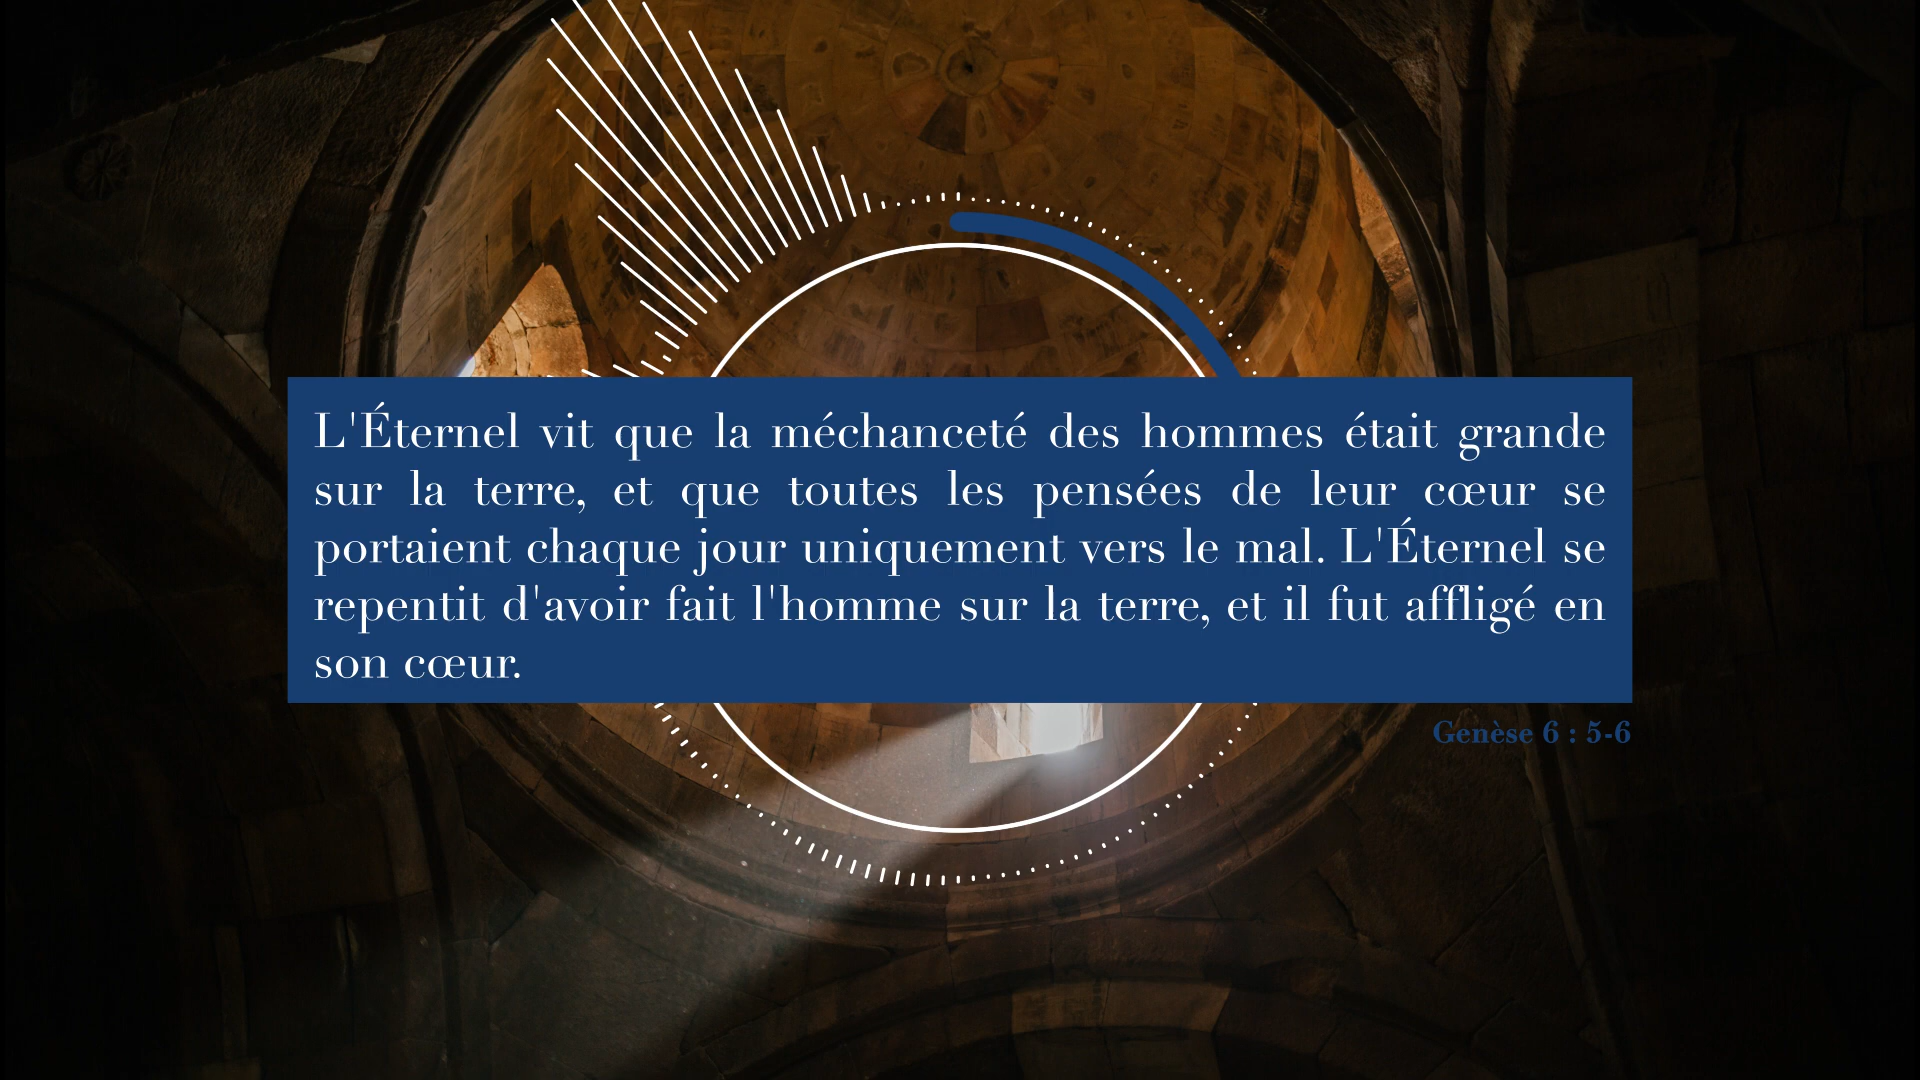 L'Éternel vit que la méchanceté des hommes était grande
sur la terre, et que toutes les pensées de leur cœur se
portaient chaque jour uniquement vers le mal. L'Éternel se
repentit d'avoir fait l'homme sur la terre, et il fut affligé en
son cœur.
Genèse 6 : 5-6